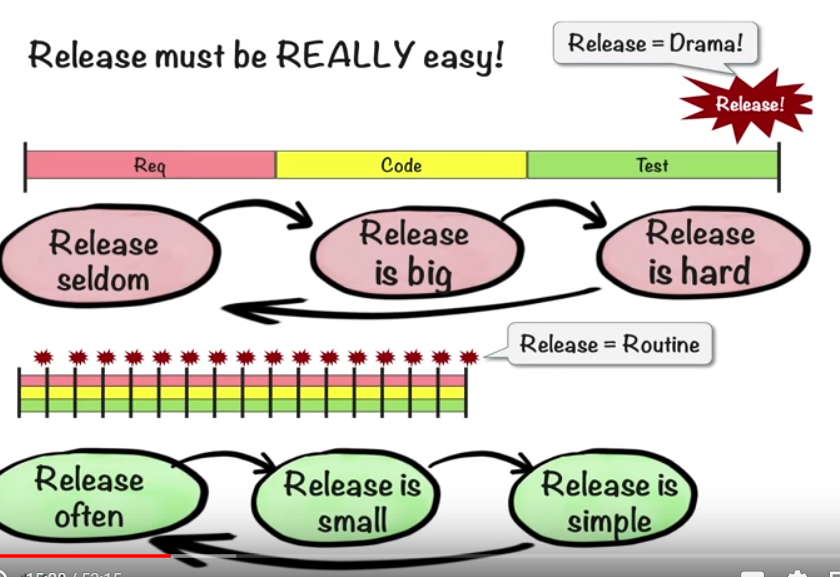 Release must be REALLY easy!
Release = Drama!
Release!
Req
Code
Test
Release
seldom
Release
is big
Release
is hard
Release = Routine
Release
often
Release is
small
Release is
simple